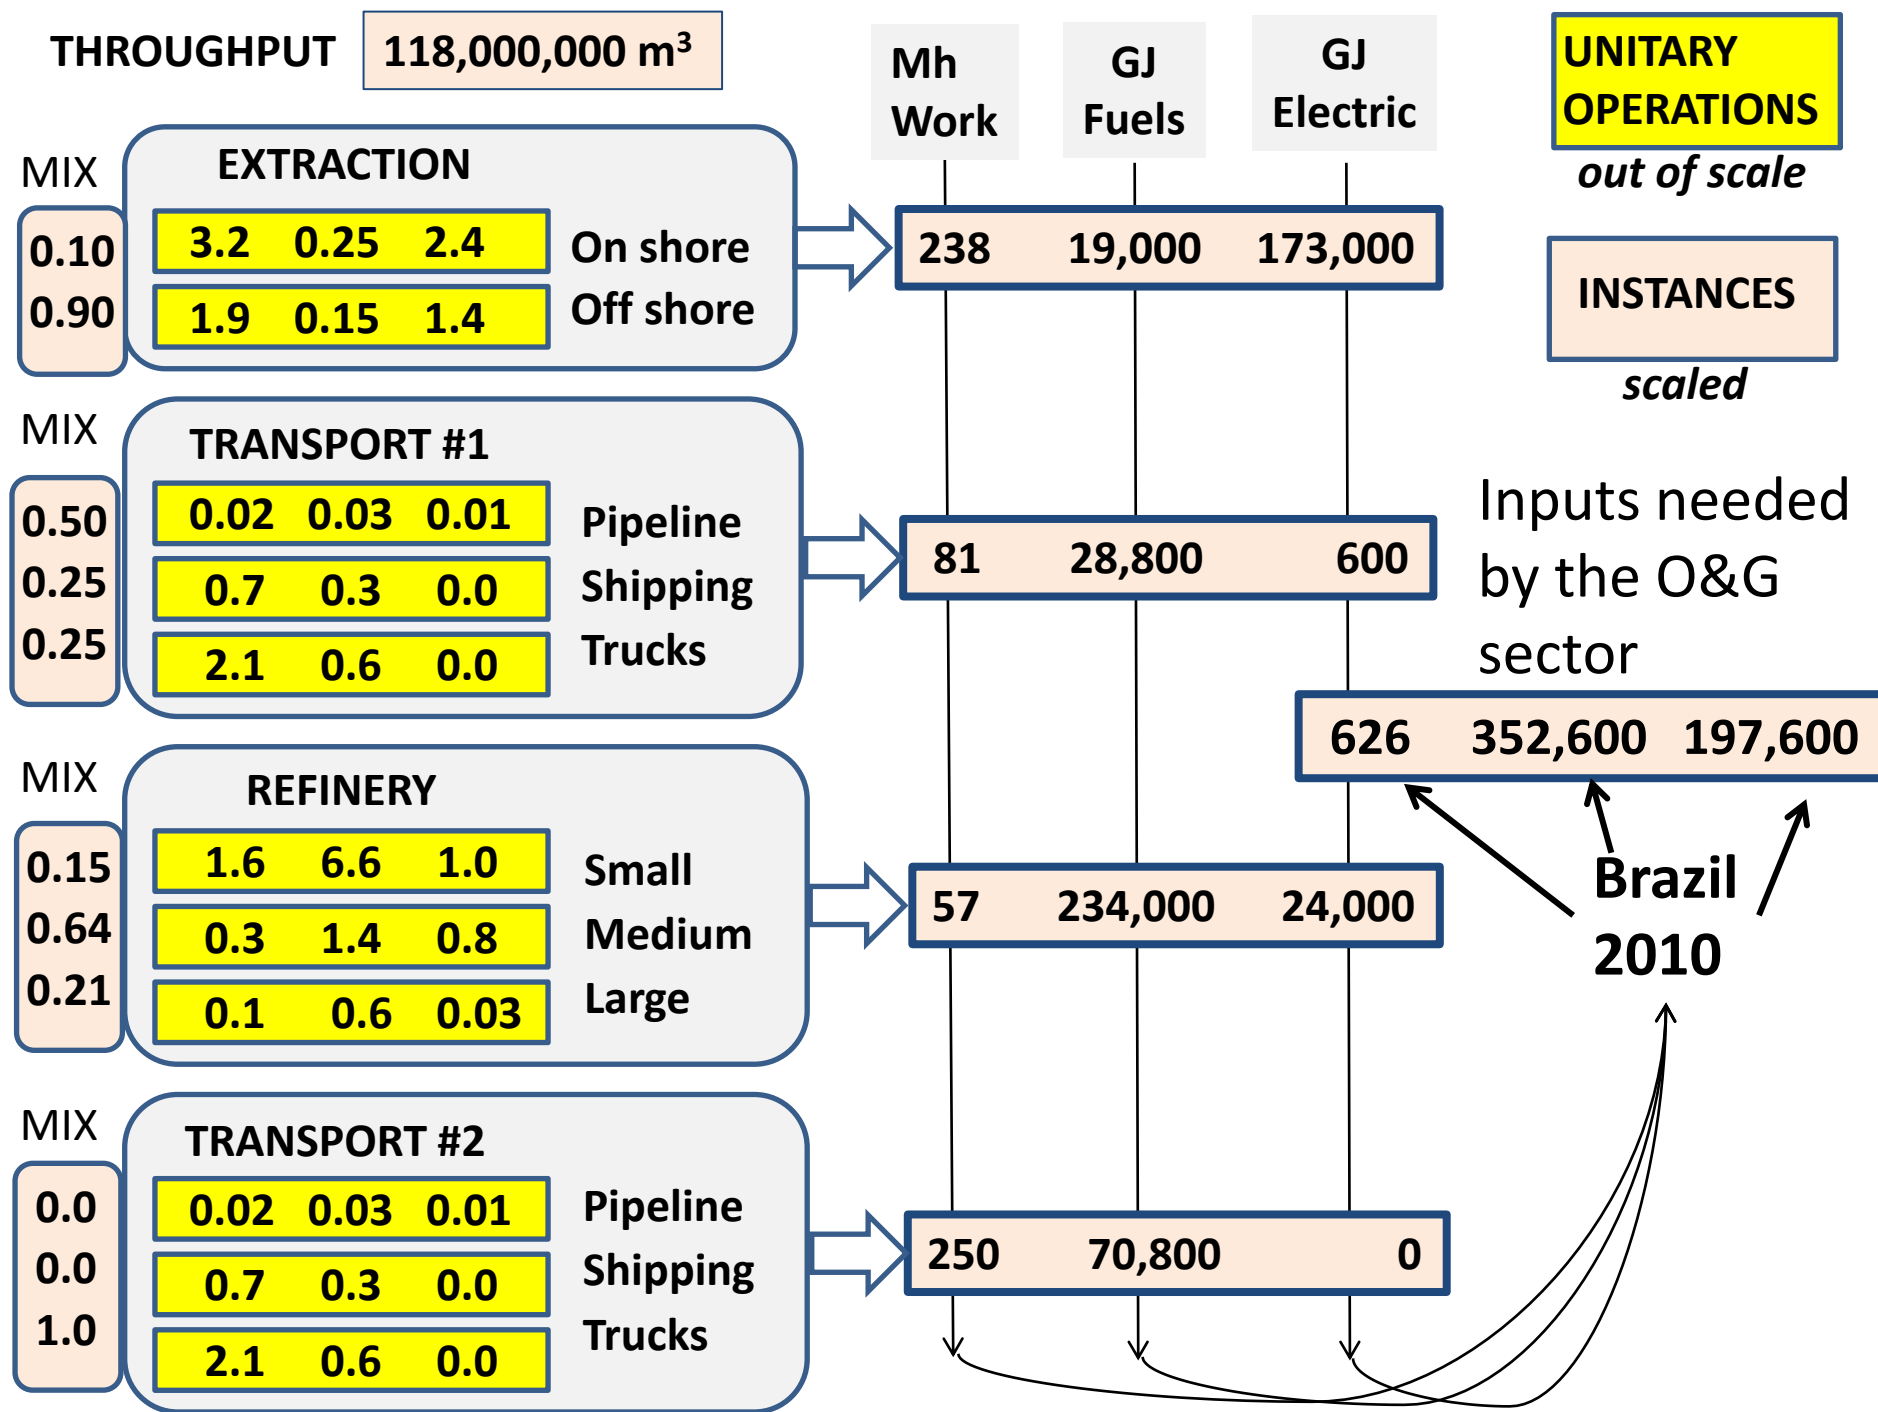 THROUGHPUT 118,000,000 m³
Mh Work
GJ Fuels
GJ Electric
UNITARY
OPERATIONS
out of scale
INSTANCES
scaled
MIX
EXTRACTION
0.10 3.2 0.25 2.4 On shore
0.90 1.9 0.15 1.4 Off shore
238 19,000 173,000
MIX
TRANSPORT #1
0.50 0.02 0.03 0.01 Pipeline
0.25 0.7 0.3 0.0 Shipping
0.25 2.1 0.6 0.0 Trucks
81 28,800 600
Inputs needed
by the O&G
sector
626 352,600 197,600
Brazil
2010
MIX
REFINERY
0.15 1.6 6.6 1.0 Small
0.64 0.3 1.4 0.8 Medium
0.21 0.1 0.6 0.03 Large
57 234,000 24,000
MIX
TRANSPORT #2
0.0 0.02 0.03 0.01 Pipeline
0.0 0.7 0.3 0.0 Shipping
1.0 2.1 0.6 0.0 Trucks
250 70,800 0